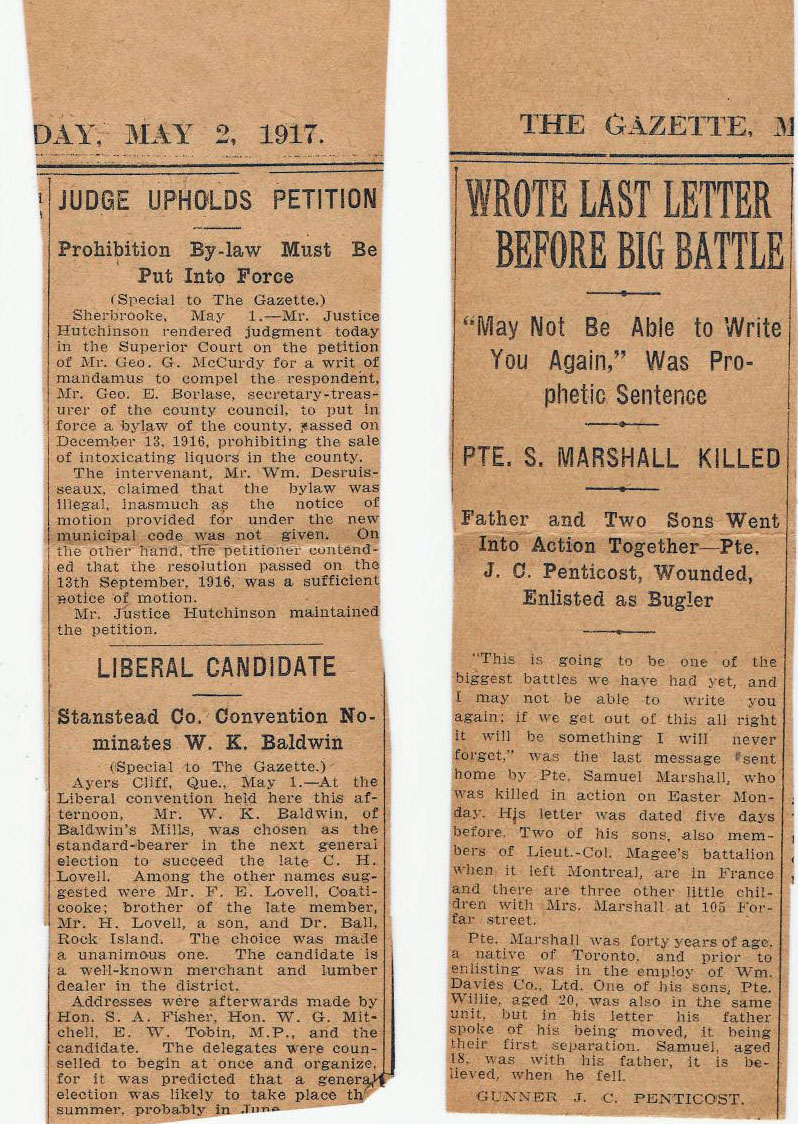 DAY, MAY 2, 1917.
JUDGE UPHOLDS PETITION
Prohibition By-law Must Be
Put Into Force
(Special to The Gazette.)
Sherbrooke, May 1.—Mr. Justice
Hutchinson rendered judgment today
in the Superior Court on the petition
of Mr. Geo. G. McCurdy for a writ of
mandamus to compel the respondent,
Mr. Geo. E. Borlase, secretary-treas-
urer of the county council, to put in
force a bylaw of the county, passed on
December 13, 1916, prohibiting the sale
of intoxicating liquors in the county.
The intervenant, Mr. Wm. Desruis-
seaux, claimed that the bylaw was
illegal, inasmuch as the notice of
motion provided for under the new
municipal code was not given. On
the other hand, the petitioner contend-
ed that the resolution passed on the
13th September, 1916, was a sufficient
notice of motion.
Mr. Justice Hutchinson maintained
the petition.
LIBERAL CANDIDATE
Stanstead Co. Convention No-
minates W. K. Baldwin
(Special to The Gazette.)
Ayers Cliff, Que., May 1.—At the
Liberal convention held here this af-
ternoon, Mr. W. K. Baldwin, of
Baldwin's Mills, was chosen as the
standard-bearer in the next general
election to succeed the late C. H.
Lovell. Among the other names sug-
gested were Mr. F. E. Lovell, Coati-
cooke; brother of the late member,
Mr. H. Lovell, a son, and Dr. Ball,
Rock Island. The choice was made
a unanimous one. The candidate is
a well-known merchant and lumber
dealer in the district.
Addresses were afterwards made by
Hon. S. A. Fisher, Hon. W. G. Mit-
chell, E. W. Tobin, M.P., and the
candidate. The delegates were coun-
selled to begin at once and organize,
for it was predicted that a general
election was likely to take place th
summer, probably in June
THE GAZETTE, M
WROTE LAST LETTER
BEFORE BIG BATTLE
"May Not Be Able to Write
You Again," Was Pro-
phetic Sentence
PTE. S. MARSHALL KILLED
Father and Two Sons Went
Into Action Together—Pte.
J. C. Penticost, Wounded,
Enlisted as Bugler
"This is going to be one of the
biggest battles we have had yet, and
I may not be able to write you
again; if we get out of this all right
it will be something I will never
forget," was the last message sent
home by Pte. Samuel Marshall, who
was killed in action on Easter Mon-
day. His letter was dated five days
before. Two of his sons, also mem-
bers of Lieut.-Col. Magee's battalion
when it left Montreal, are in France
and there are three other little chil-
dren with Mrs. Marshall at 105 For-
far street.
Pte. Marshall was forty years of age,
a native of Toronto, and prior to
enlisting was in the employ of Wm.
Davies Co., Ltd. One of his sons, Pte.
Willie, aged 20, was also in the same
unit, but in his letter his father
spoke of his being moved, it being
their first separation. Samuel, aged
18, was with his father, it is be-
lieved, when he fell.
GUNNER J. C. PENTICOST.